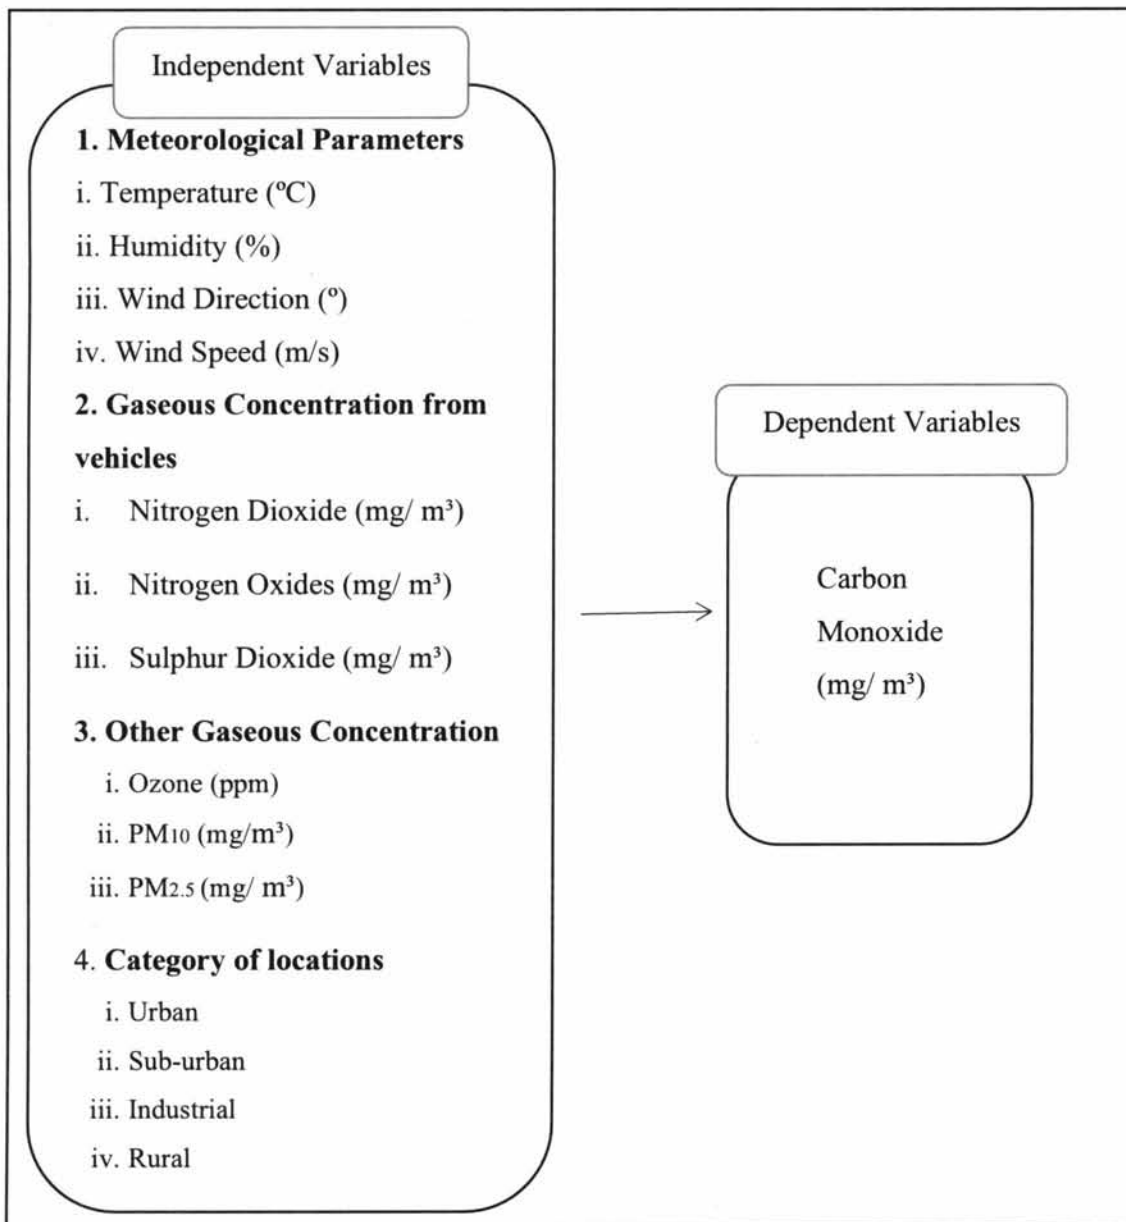 Independent Variables
1. Meteorological Parameters
i. Temperature (ºC)
ii. Humidity (%)
iii. Wind Direction (º)
iv. Wind Speed (m/s)
2. Gaseous Concentration from
vehicles
i. Nitrogen Dioxide (mg/ m³)
ii. Nitrogen Oxides (mg/ m³)
iii. Sulphur Dioxide (mg/ m³)
3. Other Gaseous Concentration
i. Ozone (ppm)
ii. PM10 (mg/m³)
iii. PM2.5 (mg/ m³)
4. Category of locations
i. Urban
ii. Sub-urban
iii. Industrial
iv. Rural
Dependent Variables
Carbon
Monoxide
(mg/ m³)